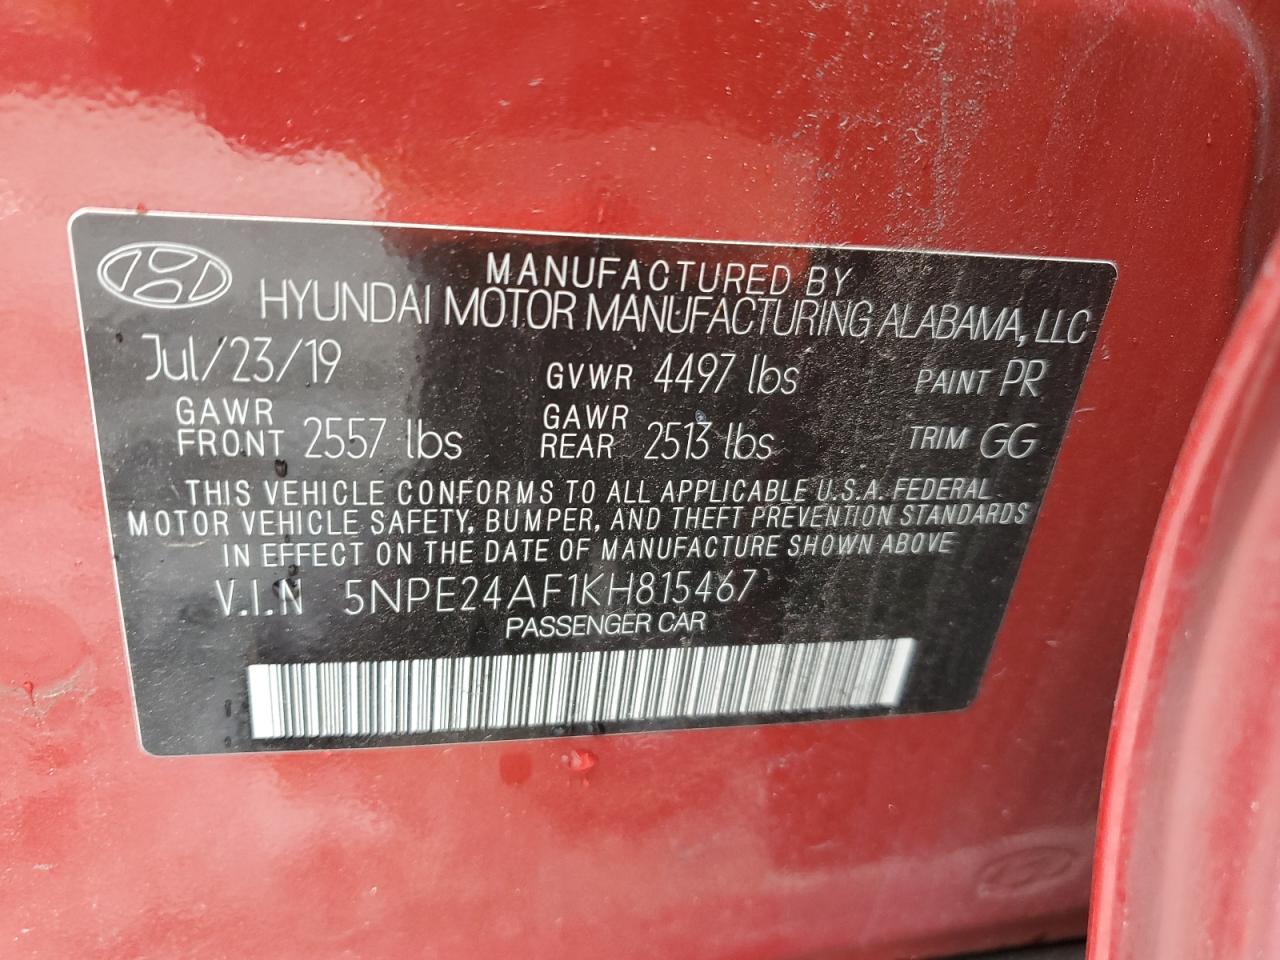 MANUFACTURED BY
HYUNDAI MOTOR MANUFACTURING ALABAMA, LLC
Jul/23/19 GVWR 4497 lbs PAINT PR
GAWR FRONT 2557 lbs GAWR REAR 2513 lbs TRIM GG
THIS VEHICLE CONFORMS TO ALL APPLICABLE U.S.A. FEDERAL
MOTOR VEHICLE SAFETY, BUMPER, AND THEFT PREVENTION STANDARDS
IN EFFECT ON THE DATE OF MANUFACTURE SHOWN ABOVE
V.I.N 5NPE24AF1KH815467
PASSENGER CAR